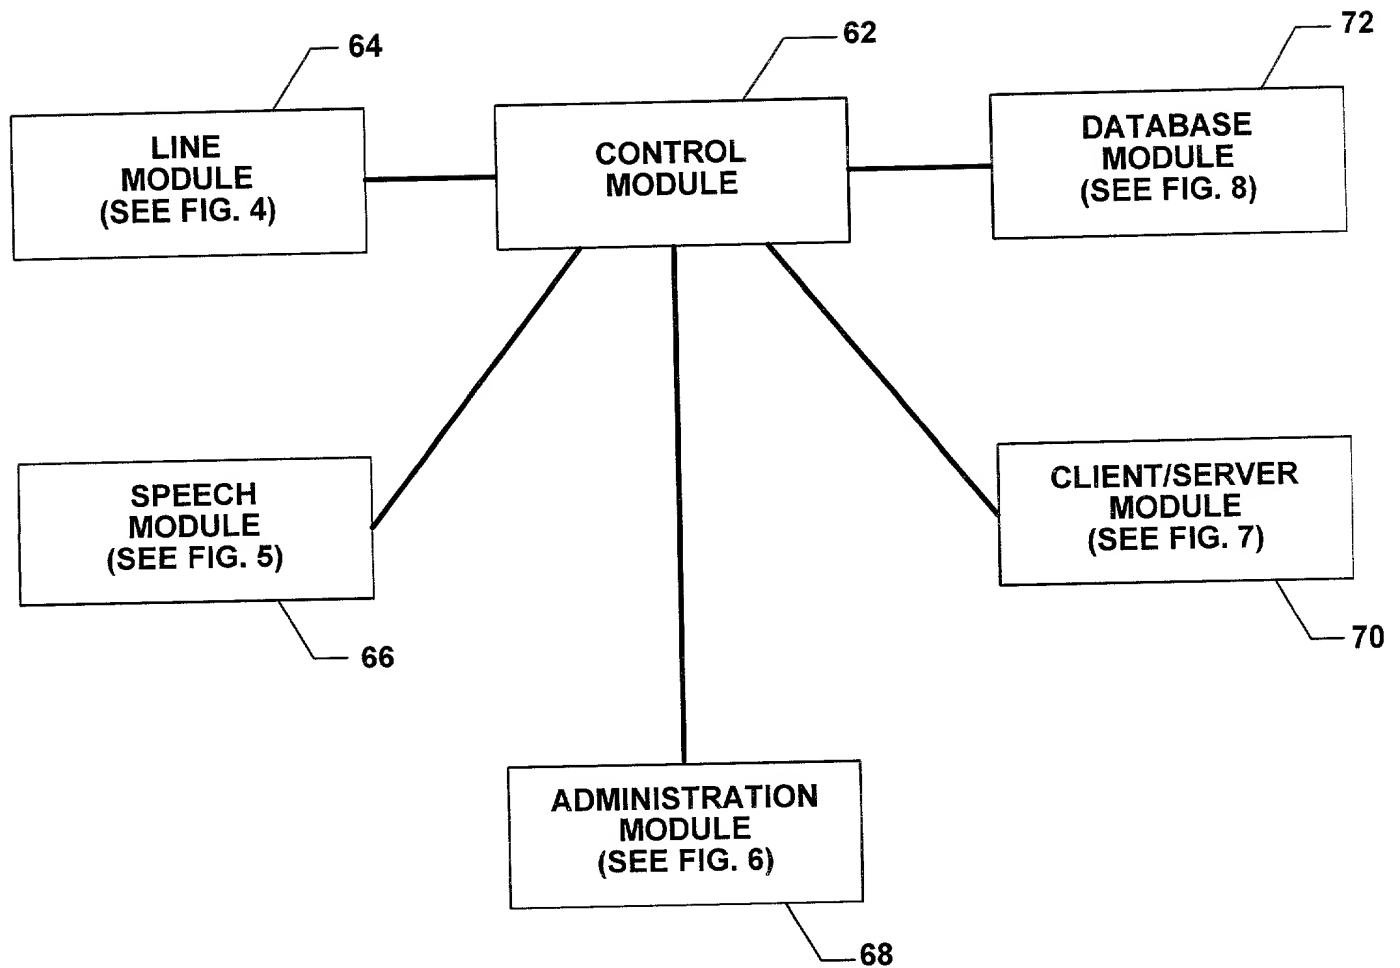 64
62
72
LINE
MODULE
(SEE FIG. 4)
CONTROL
MODULE
DATABASE
MODULE
(SEE FIG. 8)
SPEECH
MODULE
(SEE FIG. 5)
CLIENT/SERVER
MODULE
(SEE FIG. 7)
66
70
ADMINISTRATION
MODULE
(SEE FIG. 6)
68